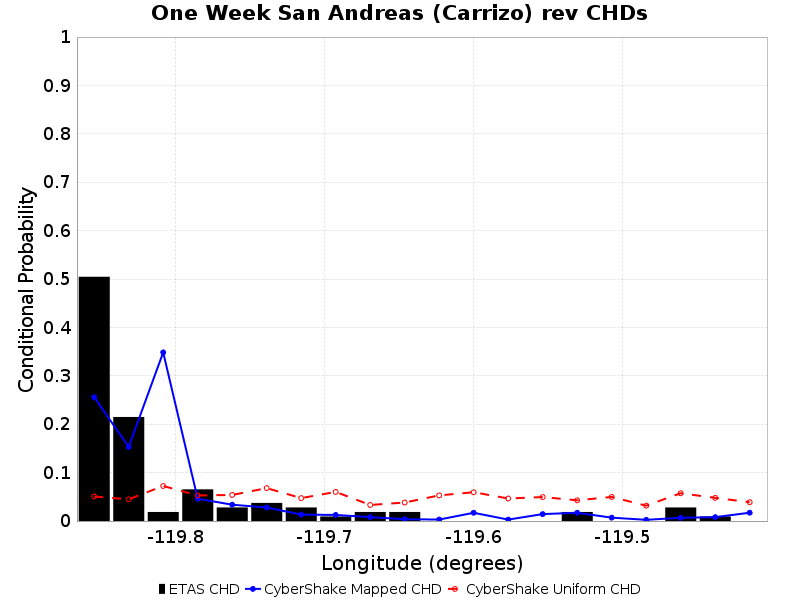 One Week San Andreas (Carrizo) rev CHDs
1
0.9
0.8
0.7
0.6
0.5
0.4
0.3
0.2
0.1
0
Conditional Probability
-119.8 -119.7 -119.6 -119.5
Longitude (degrees)
ETAS CHD CyberShake Mapped CHD CyberShake Uniform CHD